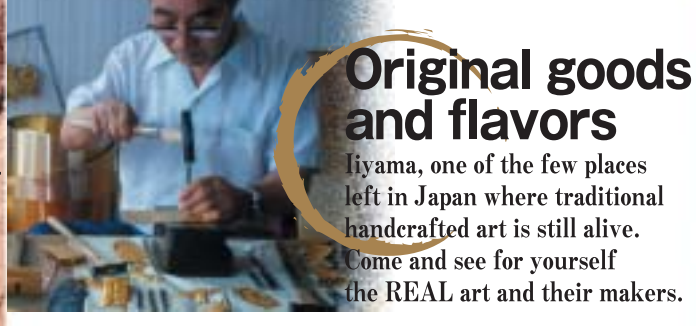 Original goods
and flavors
Iiyama, one of the few places
left in Japan where traditional
handcrafted art is still alive.
Come and see for yourself
the REAL art and their makers.